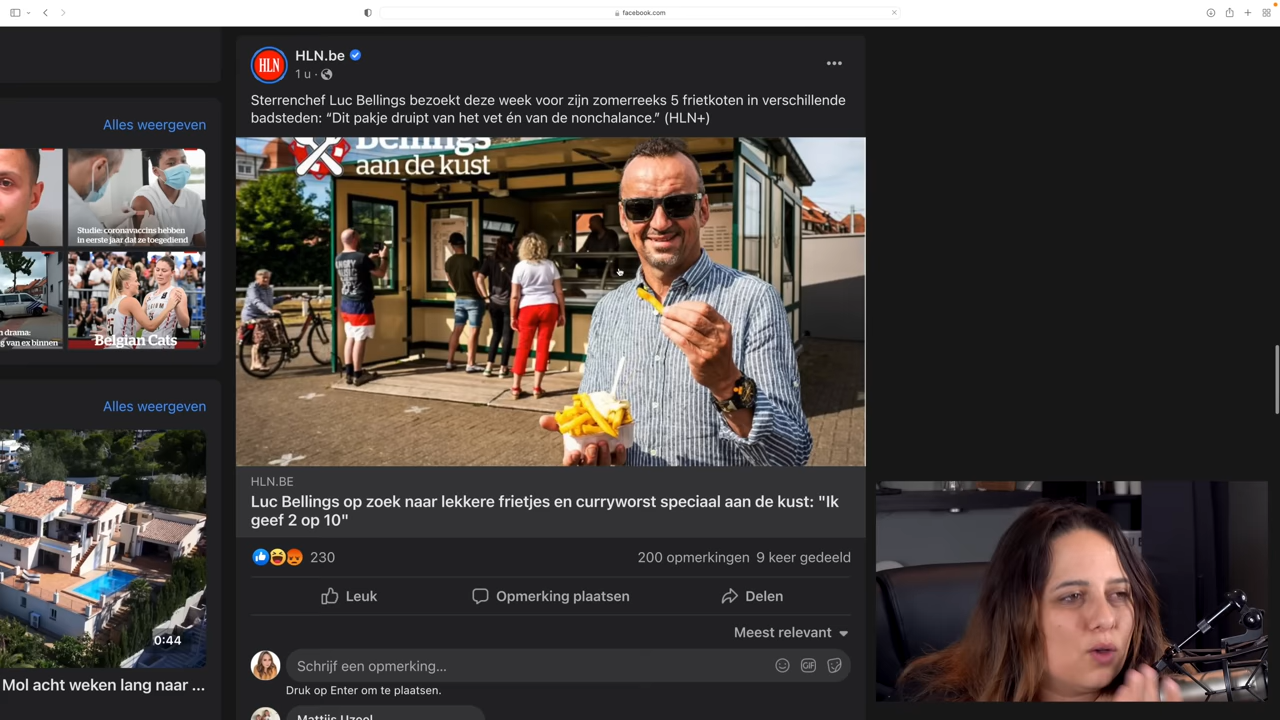 facebook.com
HLN
HLN.be
1 u ·
Sterrenchef Luc Bellings bezoekt deze week voor zijn zomerreeks 5 frietkoten in verschillende
badsteden: “Dit pakje druipt van het vet én van de nonchalance.” (HLN+)
Bellings
aan de kust
HLN.BE
Luc Bellings op zoek naar lekkere frietjes en curryworst speciaal aan de kust: "Ik
geef 2 op 10"
230
200 opmerkingen 9 keer gedeeld
Leuk
Opmerking plaatsen
Delen
Meest relevant
Schrijf een opmerking...
GIF
Druk op Enter om te plaatsen.
Mattijs Uzeel
Alles weergeven
Studie: coronavaccins hebben
in eerste jaar dat ze toegediend
n drama:
g van ex binnen
Belgian Cats
Alles weergeven
0:44
Mol acht weken lang naar ...